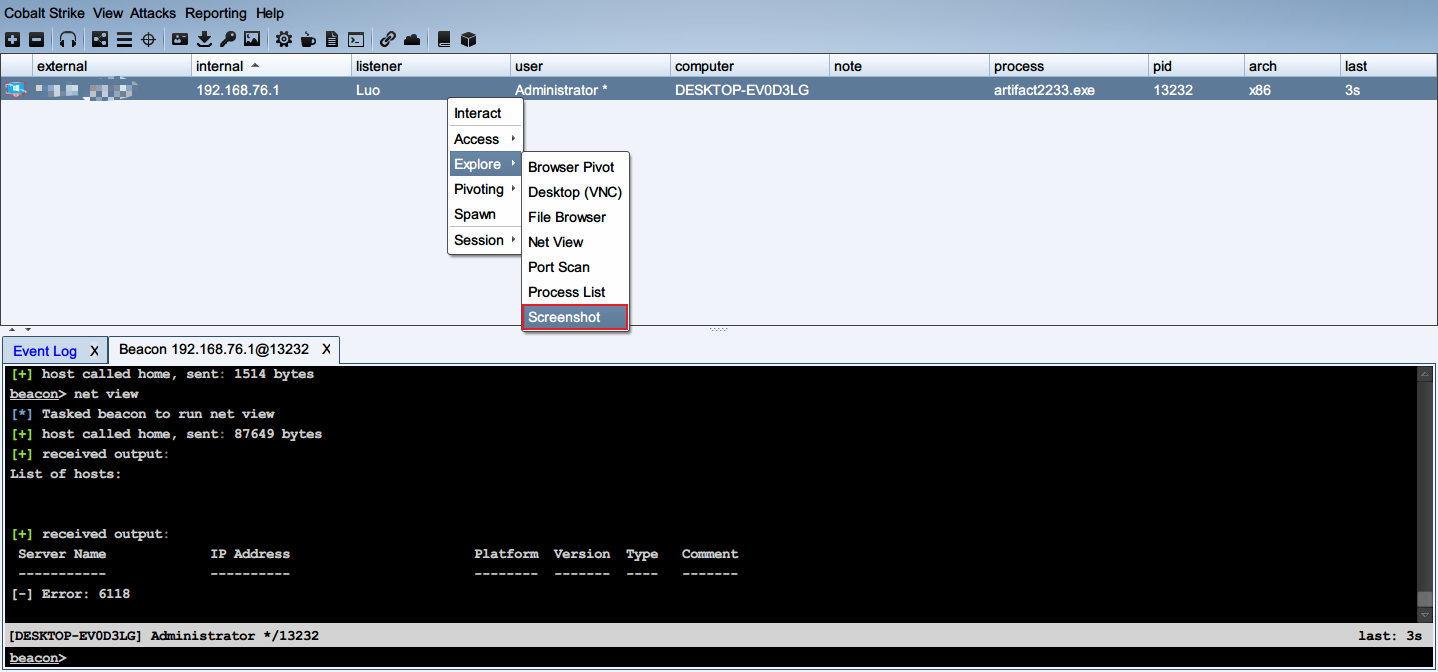 Cobalt Strike View Attacks Reporting Help
external internal listener user computer note process pid arch last
192.168.76.1 Luo Administrator * DESKTOP-EV0D3LG artifact2233.exe 13232 x86 3s
Interact
Access
Explore
Pivoting
Spawn
Session
Browser Pivot
Desktop (VNC)
File Browser
Net View
Port Scan
Process List
Screenshot
Event Log X Beacon 192.168.76.1@13232 X
[+] host called home, sent: 1514 bytes
beacon> net view
[*] Tasked beacon to run net view
[+] host called home, sent: 87649 bytes
[+] received output:
List of hosts:
[+] received output:
Server Name IP Address Platform Version Type Comment
----------- ---------- -------- ------- ---- -------
[-] Error: 6118
[DESKTOP-EV0D3LG] Administrator */13232 last: 3s
beacon>